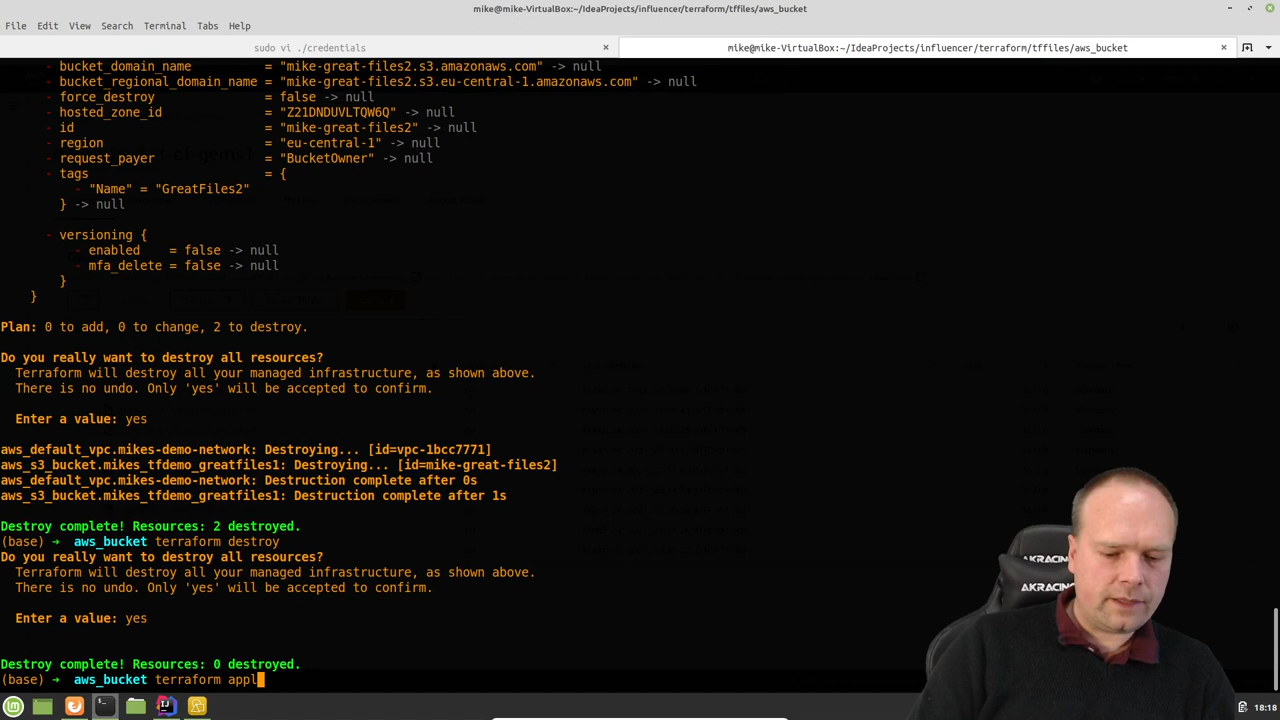 mike@mike-VirtualBox:~/IdeaProjects/influencer/terraform/tffiles/aws_bucket
File Edit View Search Terminal Tabs Help
sudo vi ./credentials × mike@mike-VirtualBox:~/IdeaProjects/influencer/terraform/tffiles/aws_bucket ×
- bucket_domain_name = "mike-great-files2.s3.amazonaws.com" -> null
- bucket_regional_domain_name = "mike-great-files2.s3.eu-central-1.amazonaws.com" -> null
- force_destroy = false -> null
- hosted_zone_id = "Z21DNDUVLTQW6Q" -> null
- id = "mike-great-files2" -> null
- region = "eu-central-1" -> null
- request_payer = "BucketOwner" -> null
- tags = {
- "Name" = "GreatFiles2"
} -> null
- versioning {
- enabled = false -> null
- mfa_delete = false -> null
}
}
Plan: 0 to add, 0 to change, 2 to destroy.
Do you really want to destroy all resources?
Terraform will destroy all your managed infrastructure, as shown above.
There is no undo. Only 'yes' will be accepted to confirm.
Enter a value: yes
aws_default_vpc.mikes-demo-network: Destroying... [id=vpc-1bcc7771]
aws_s3_bucket.mikes_tfdemo_greatfiles1: Destroying... [id=mike-great-files2]
aws_default_vpc.mikes-demo-network: Destruction complete after 0s
aws_s3_bucket.mikes_tfdemo_greatfiles1: Destruction complete after 1s
Destroy complete! Resources: 2 destroyed.
(base) → aws_bucket terraform destroy
Do you really want to destroy all resources?
Terraform will destroy all your managed infrastructure, as shown above.
There is no undo. Only 'yes' will be accepted to confirm.
Enter a value: yes
AKRACING
AKRACING
Destroy complete! Resources: 0 destroyed.
(base) → aws_bucket terraform appl
18:18